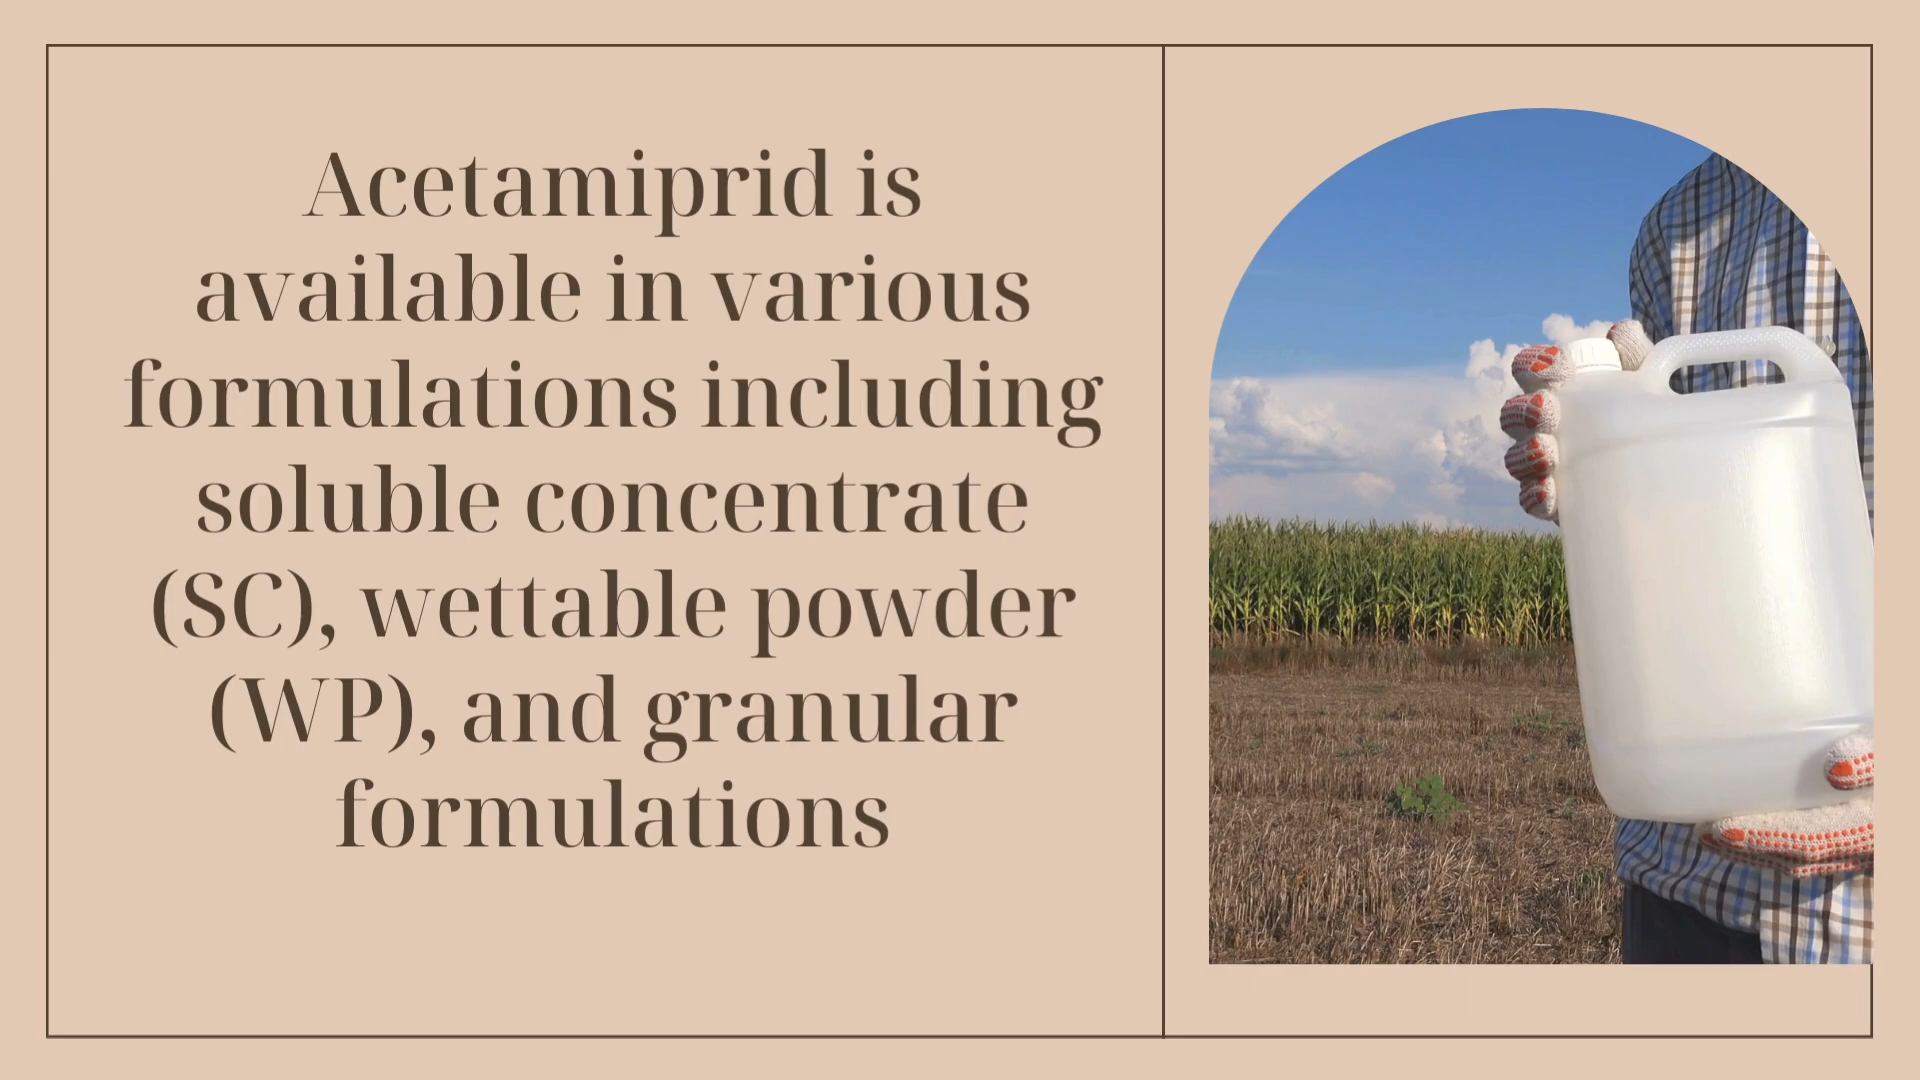 Acetamiprid is
available in various
formulations including
soluble concentrate
(SC), wettable powder
(WP), and granular
formulations